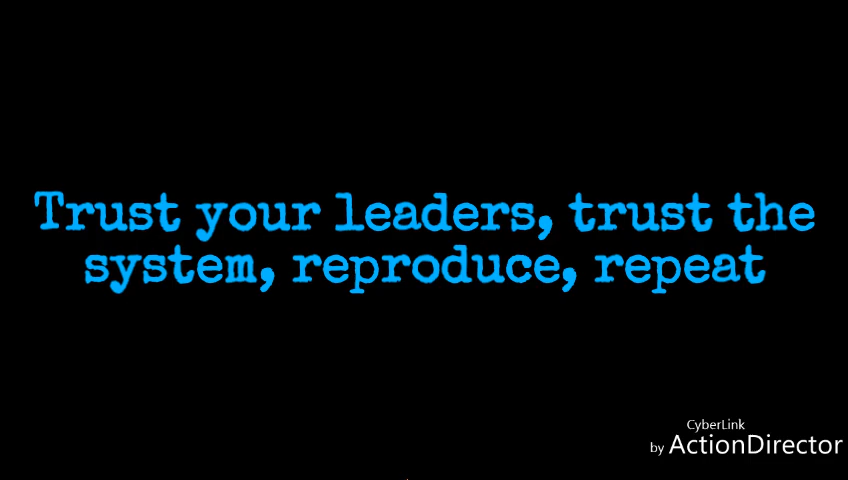 Trust your leaders, trust the
system, reproduce, repeat
CyberLink
by ActionDirector